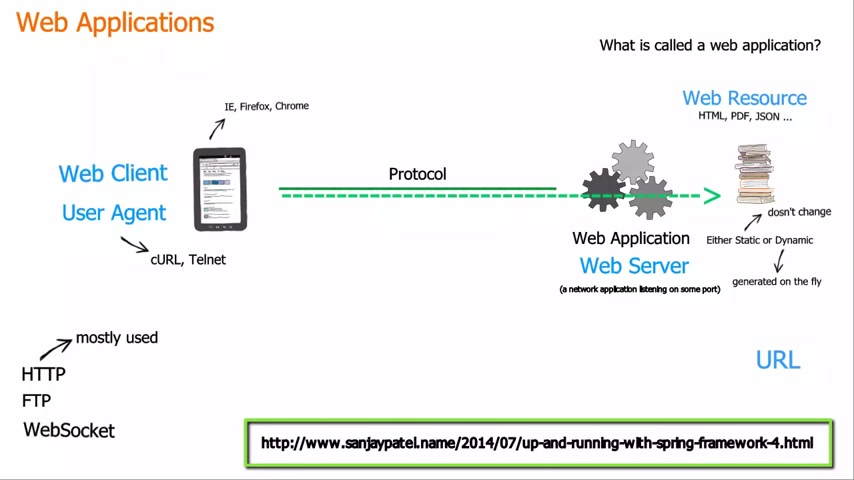 Web Applications
What is called a web application?
Web Resource
HTML, PDF, JSON ...
IE, Firefox, Chrome
Web Client
User Agent
cURL, Telnet
Protocol
Web Application
Web Server
(a network application listening on some port)
dosn't change
Either Static or Dynamic
generated on the fly
mostly used
HTTP
FTP
WebSocket
URL
http://www.sanjaypatel.name/2014/07/up-and-running-with-spring-framework-4.html